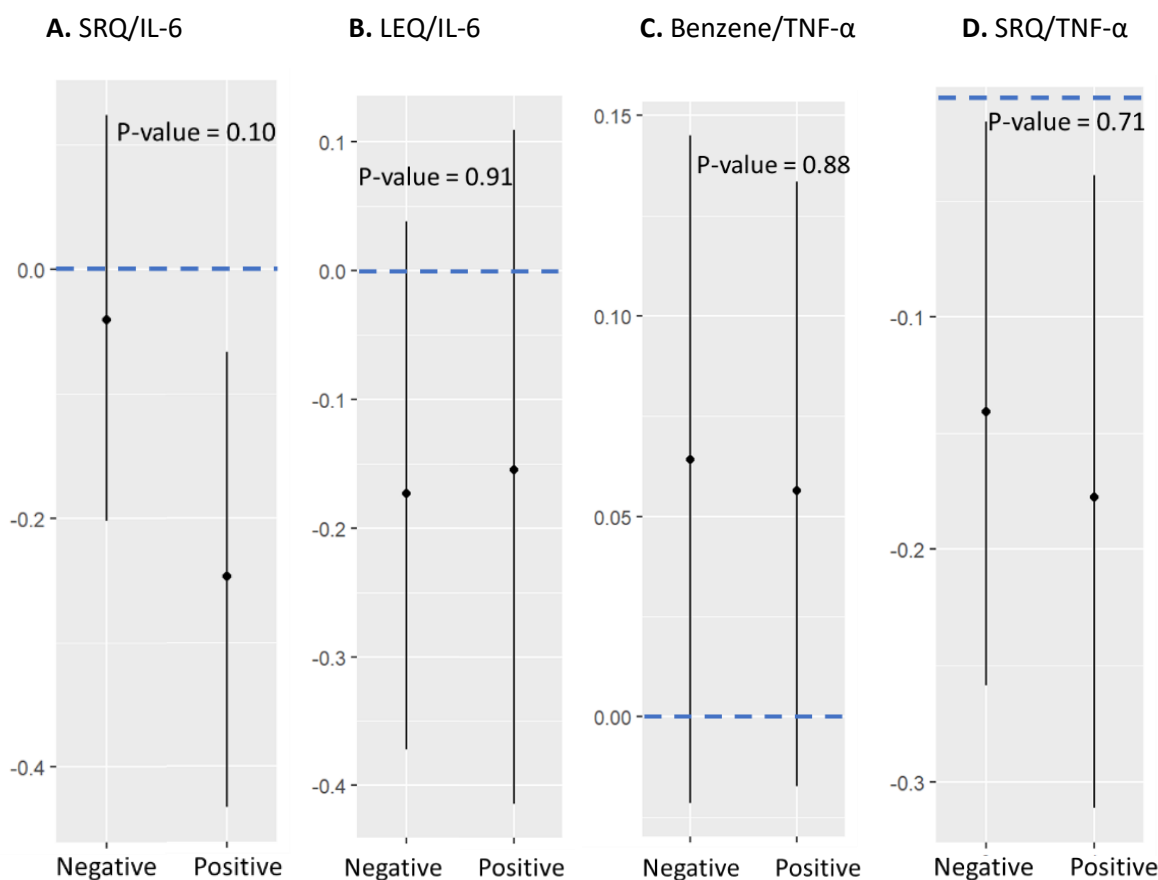 A. SRQ/IL-6
P-value = 0.10
0.0
-0.2
-0.4
Negative Positive
B. LEQ/IL-6
P-value = 0.91
0.1
0.0
-0.1
-0.2
-0.3
-0.4
Negative Positive
C. Benzene/TNF-α
P-value = 0.88
0.15
0.10
0.05
0.00
Negative Positive
D. SRQ/TNF-α
P-value = 0.71
-0.1
-0.2
-0.3
Negative Positive